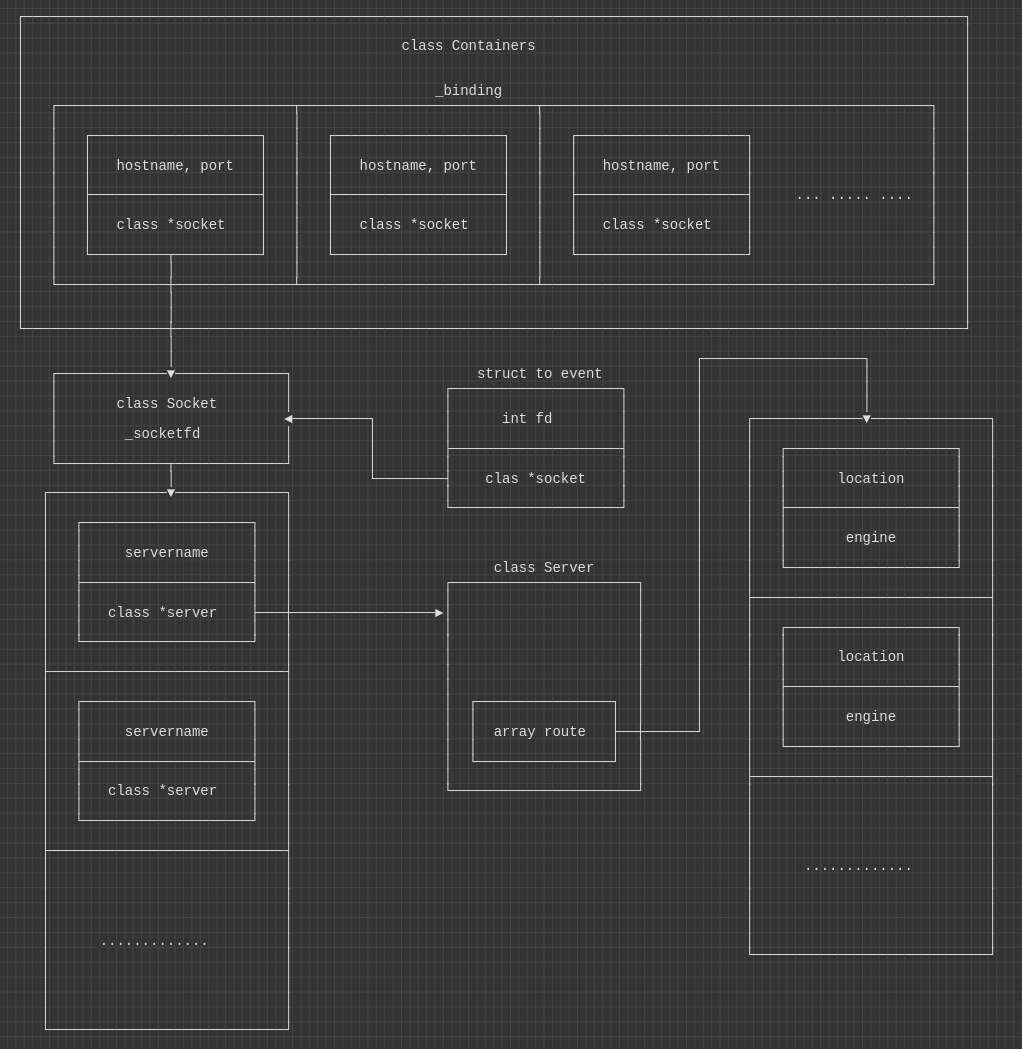 class Containers
_binding
hostname, port
class *socket
hostname, port
class *socket
hostname, port
class *socket
... ..... ....
class Socket
_socketfd
struct to event
int fd
clas *socket
servername
class *server
servername
class *server
.............
class Server
array route
location
engine
location
engine
.............